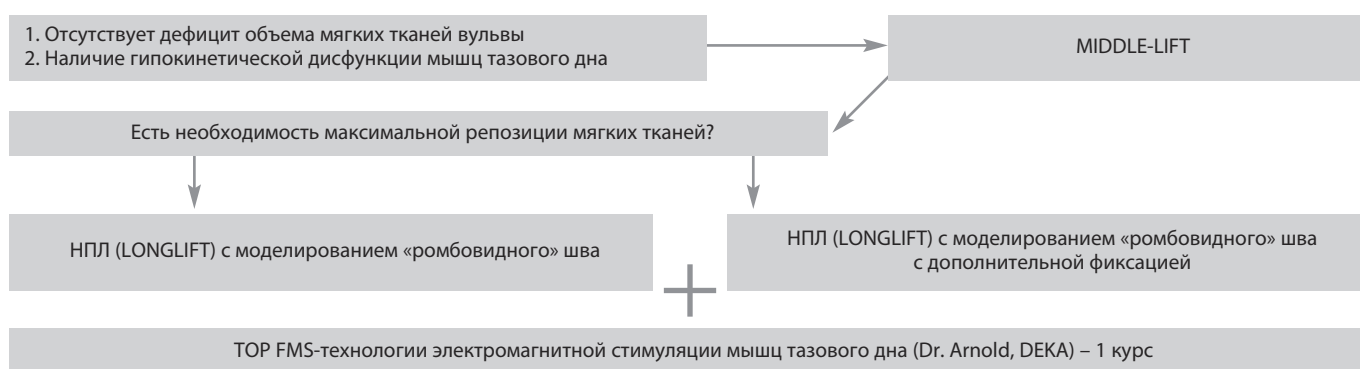 1. Отсутствует дефицит объема мягких тканей вульвы
2. Наличие гипокинетической дисфункции мышц тазового дна
MIDDLE-LIFT
Есть необходимость максимальной репозиции мягких тканей?
НПЛ (LONGLIFT) с моделированием «ромбовидного» шва
НПЛ (LONGLIFT) с моделированием «ромбовидного» шва
с дополнительной фиксацией
+
TOP FMS-технологии электромагнитной стимуляции мышц тазового дна (Dr. Arnold, DEKA) – 1 курс